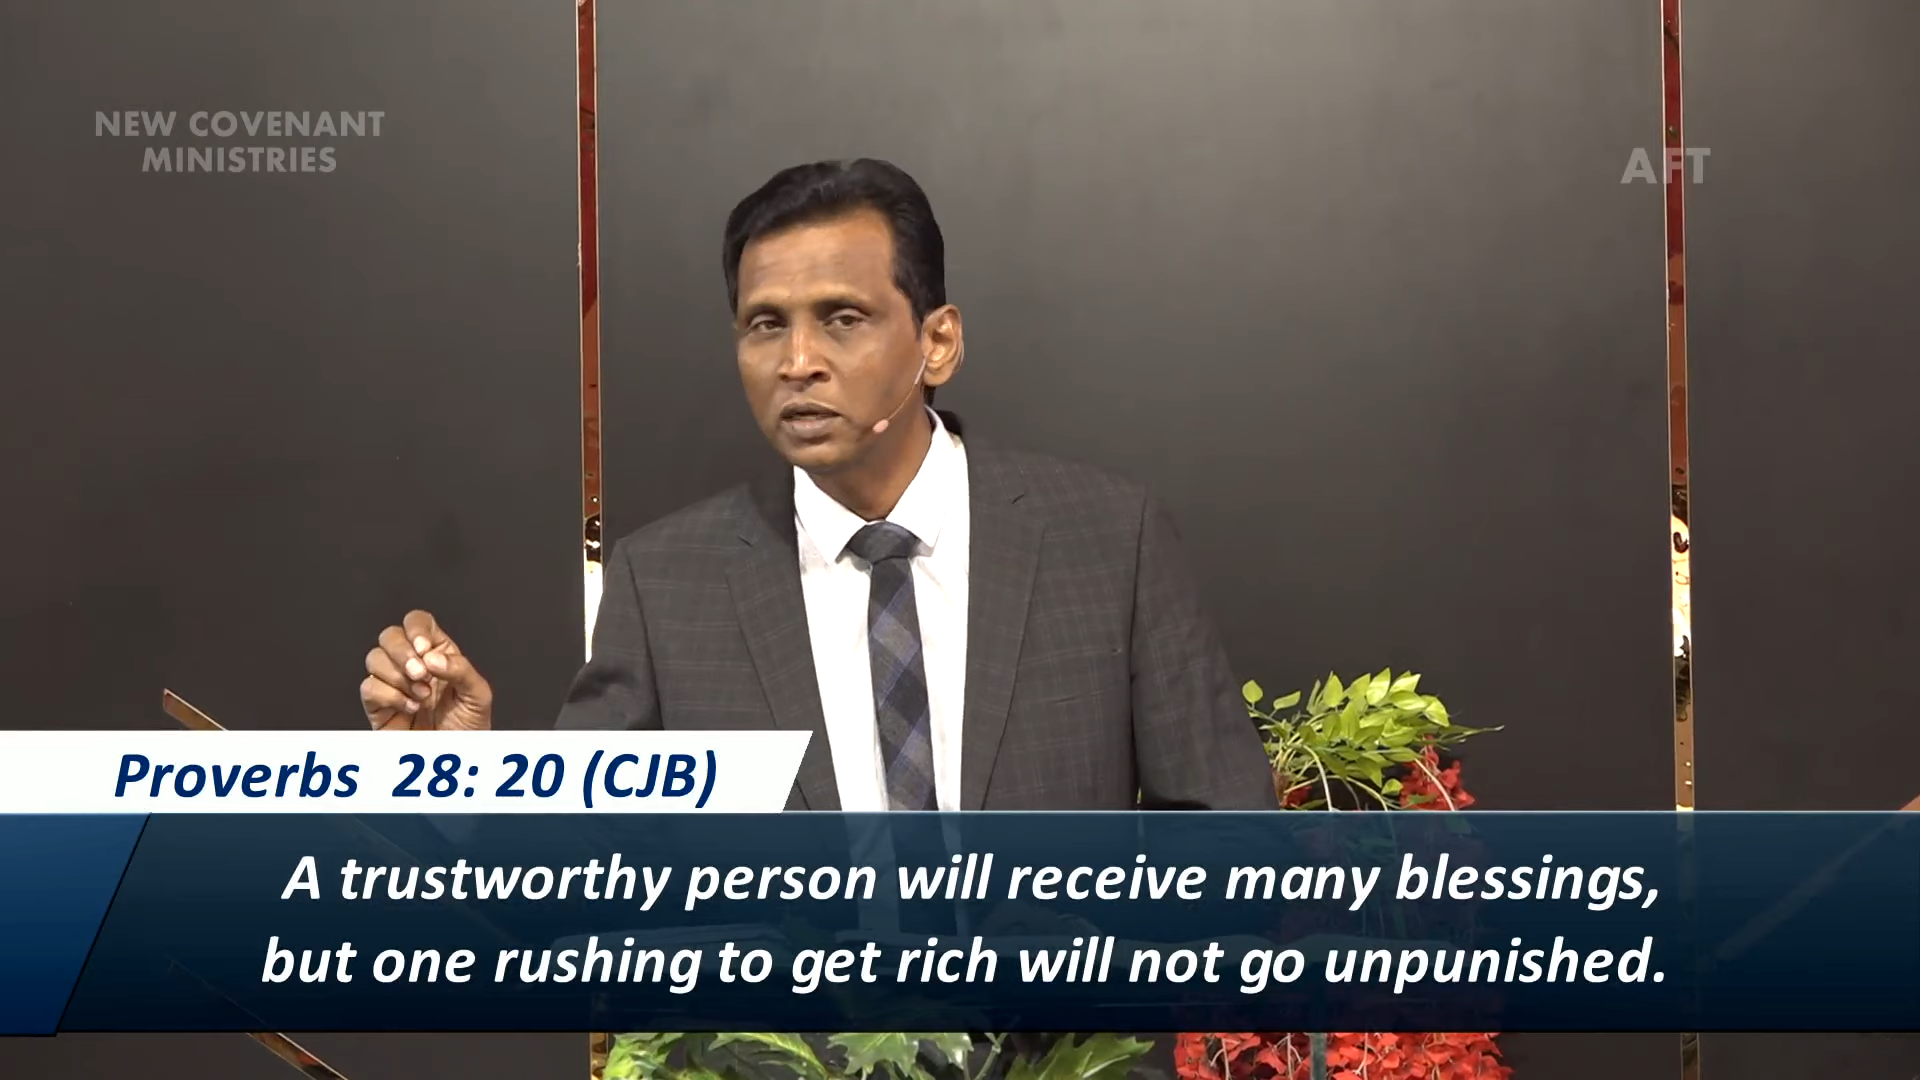 NEW COVENANT
MINISTRIES
AFT
Proverbs 28: 20 (CJB)
A trustworthy person will receive many blessings,
but one rushing to get rich will not go unpunished.